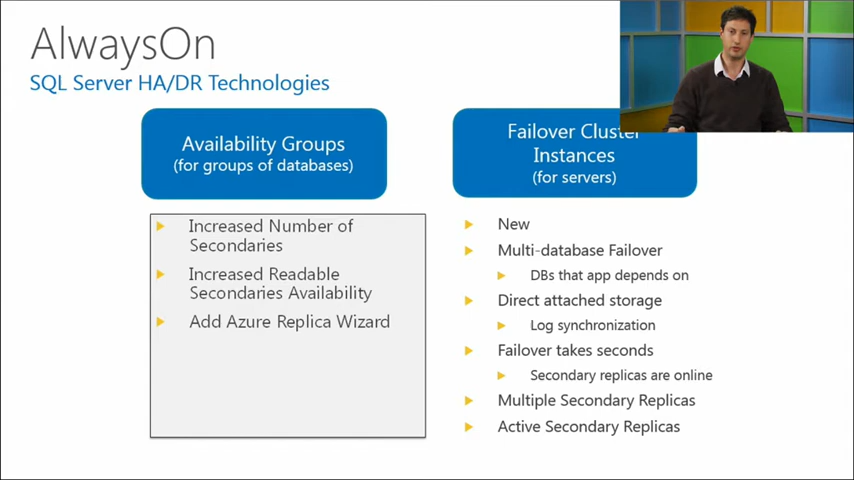 AlwaysOn
SQL Server HA/DR Technologies
Availability Groups
(for groups of databases)
Increased Number of
Secondaries
Increased Readable
Secondaries Availability
Add Azure Replica Wizard
Failover Cluster
Instances
(for servers)
New
Multi-database Failover
DBs that app depends on
Direct attached storage
Log synchronization
Failover takes seconds
Secondary replicas are online
Multiple Secondary Replicas
Active Secondary Replicas